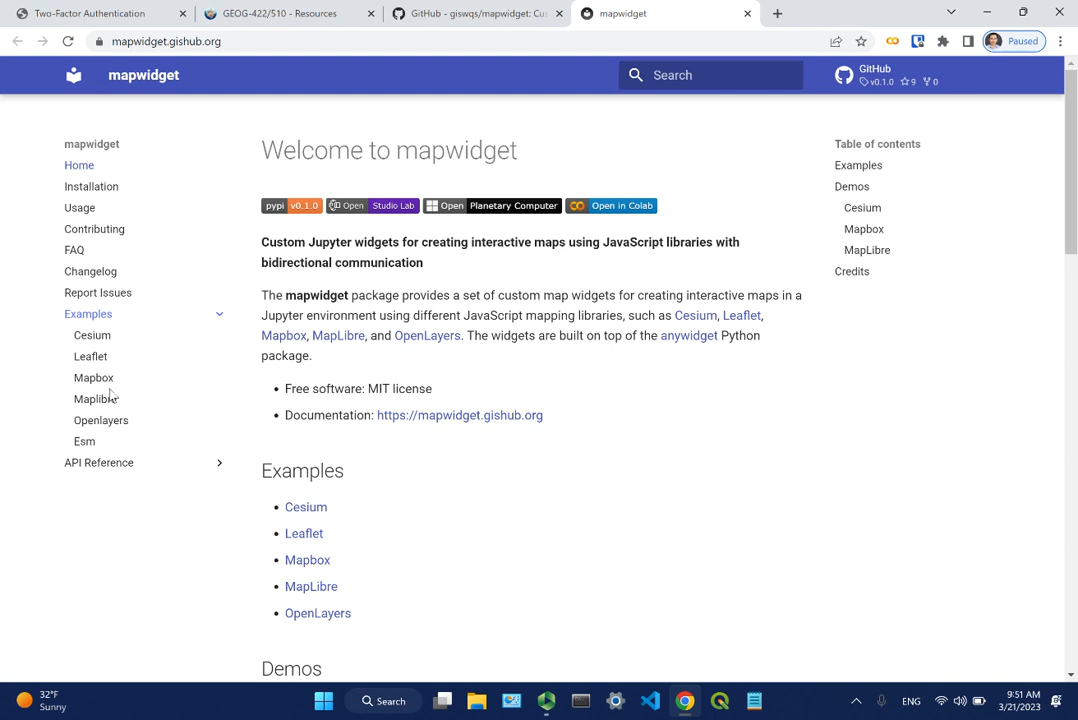 Two-Factor Authentication
GEOG-422/510 - Resources
GitHub - giswqs/mapwidget: Cus
mapwidget
mapwidget.gishub.org
Paused
mapwidget
Search
GitHub
v0.1.0 9 0
mapwidget
Home
Installation
Usage
Contributing
FAQ
Changelog
Report Issues
Examples
Cesium
Leaflet
Mapbox
Maplibre
Openlayers
Esm
API Reference
Welcome to mapwidget
pypi v0.1.0 Open Studio Lab Open Planetary Computer Open in Colab
Custom Jupyter widgets for creating interactive maps using JavaScript libraries with
bidirectional communication
The mapwidget package provides a set of custom map widgets for creating interactive maps in a
Jupyter environment using different JavaScript mapping libraries, such as Cesium, Leaflet,
Mapbox, MapLibre, and OpenLayers. The widgets are built on top of the anywidget Python
package.
• Free software: MIT license
• Documentation: https://mapwidget.gishub.org
Examples
• Cesium
• Leaflet
• Mapbox
• MapLibre
• OpenLayers
Demos
Table of contents
Examples
Demos
Cesium
Mapbox
MapLibre
Credits
32°F
Sunny
Search
ENG
9:51 AM
3/21/2023